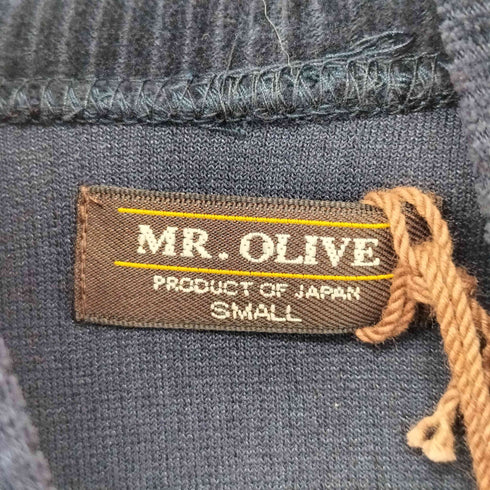 MR. OLIVE
PRODUCT OF JAPAN
SMALL